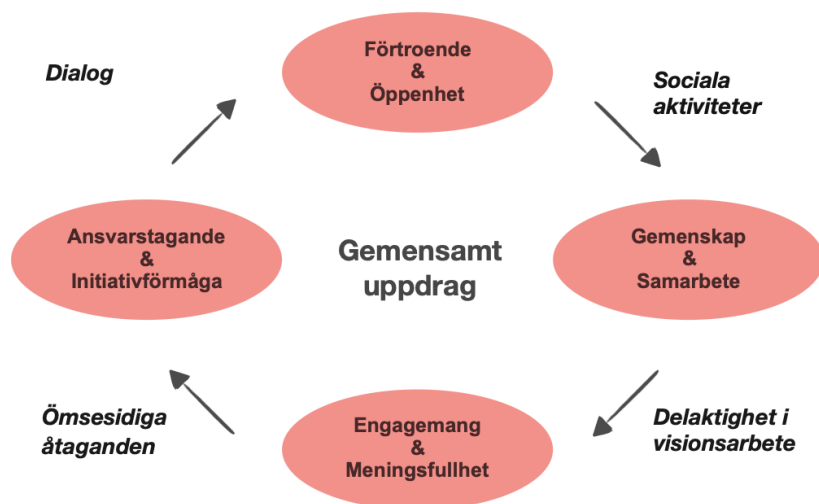 Förtroende
&
Öppenhet
Dialog
Sociala
aktiviteter
Ansvarstagande
&
Initiativförmåga
Gemensamt
uppdrag
Gemenskap
&
Samarbete
Ömsesidiga
åtaganden
Engagemang
&
Meningsfullhet
Delaktighet i
visionsarbete